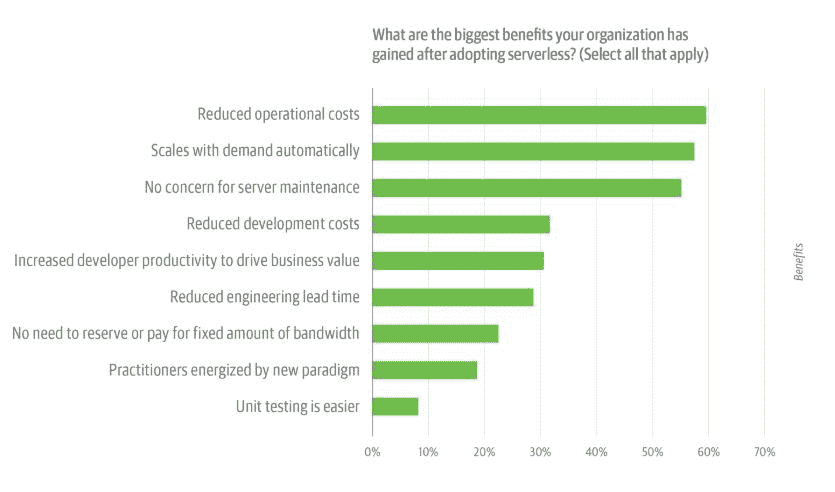 What are the biggest benefits your organization has
gained after adopting serverless? (Select all that apply)
Reduced operational costs
Scales with demand automatically
No concern for server maintenance
Reduced development costs
Increased developer productivity to drive business value
Reduced engineering lead time
No need to reserve or pay for fixed amount of bandwidth
Practitioners energized by new paradigm
Unit testing is easier
Benefits
0% 10% 20% 30% 40% 50% 60% 70%